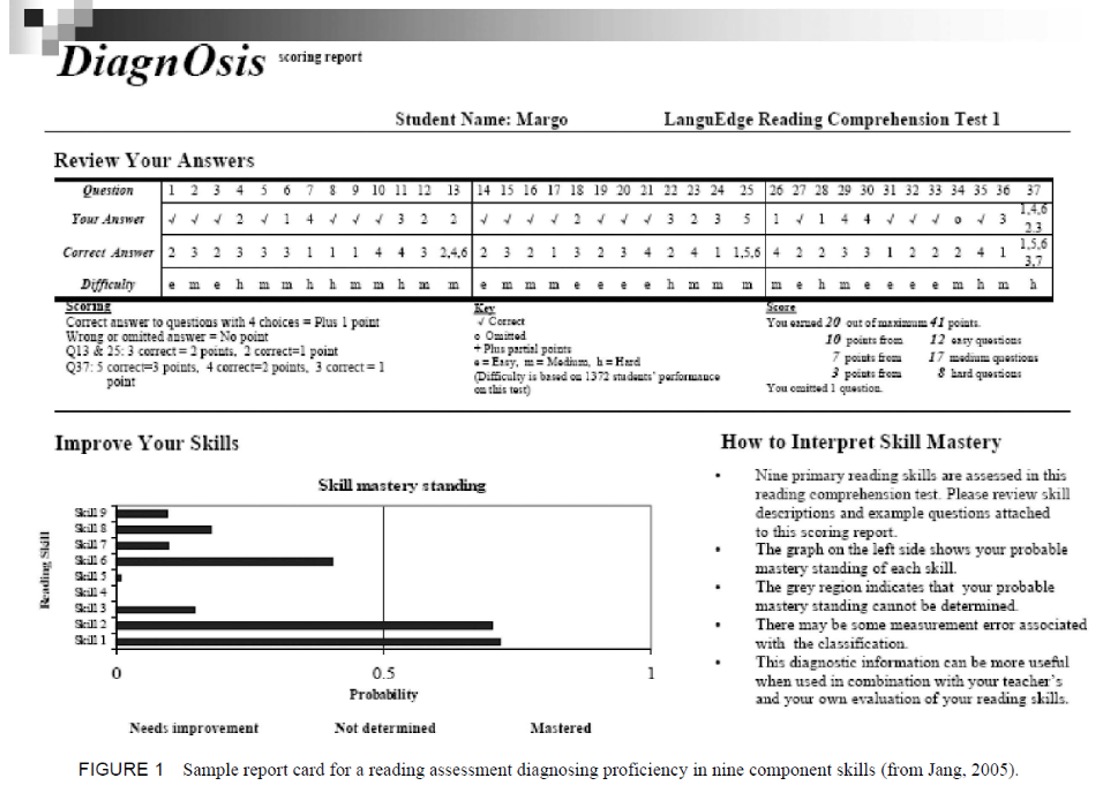 DiagnOsis scoring report
Student Name: Margo LanguEdge Reading Comprehension Test 1
Review Your Answers
Question 1 2 3 4 5 6 7 8 9 10 11 12 13 14 15 16 17 18 19 20 21 22 23 24 25 26 27 28 29 30 31 32 33 34 35 36 37
Your Answer √ √ √ 2 √ 1 4 √ √ √ 3 2 2 √ √ √ √ 2 √ √ √ 3 2 3 5 1 √ 1 4 4 √ √ √ o √ 3 1,4,6
2,3
Correct Answer 2 3 2 3 3 3 1 1 1 4 4 3 2,4,6 2 3 2 1 3 2 3 4 2 4 1 1,5,6 4 2 2 3 3 1 2 2 2 4 1 1,5,6
3,7
Difficulty e m e h m m h h m m h m m e m m m e e e e h m m m m e h m e e e e m h m h
Scoring
Correct answer to questions with 4 choices = Plus 1 point
Wrong or omitted answer = No point
Q13 & 25: 3 correct = 2 points, 2 correct=1 point
Q37: 5 correct=3 points, 4 correct=2 points, 3 correct = 1
point
Key
√ Correct
o Omitted
+ Plus partial points
e = Easy, m = Medium, h = Hard
(Difficulty is based on 1372 students' performance
on this test)
Score
You earned 20 out of maximum 41 points.
10 points from 12 easy questions
7 points from 17 medium questions
3 points from 8 hard questions
You omitted 1 question.
Improve Your Skills
Skill mastery standing
Reading Skill
Skill 9
Skill 8
Skill 7
Skill 6
Skill 5
Skill 4
Skill 3
Skill 2
Skill 1
0 0.5 1
Probability
Needs improvement Not determined Mastered
How to Interpret Skill Mastery
• Nine primary reading skills are assessed in this
reading comprehension test. Please review skill
descriptions and example questions attached
to this scoring report.
• The graph on the left side shows your probable
mastery standing of each skill.
• The grey region indicates that your probable
mastery standing cannot be determined.
• There may be some measurement error associated
with the classification.
• This diagnostic information can be more useful
when used in combination with your teacher's
and your own evaluation of your reading skills.
FIGURE 1 Sample report card for a reading assessment diagnosing proficiency in nine component skills (from Jang, 2005).